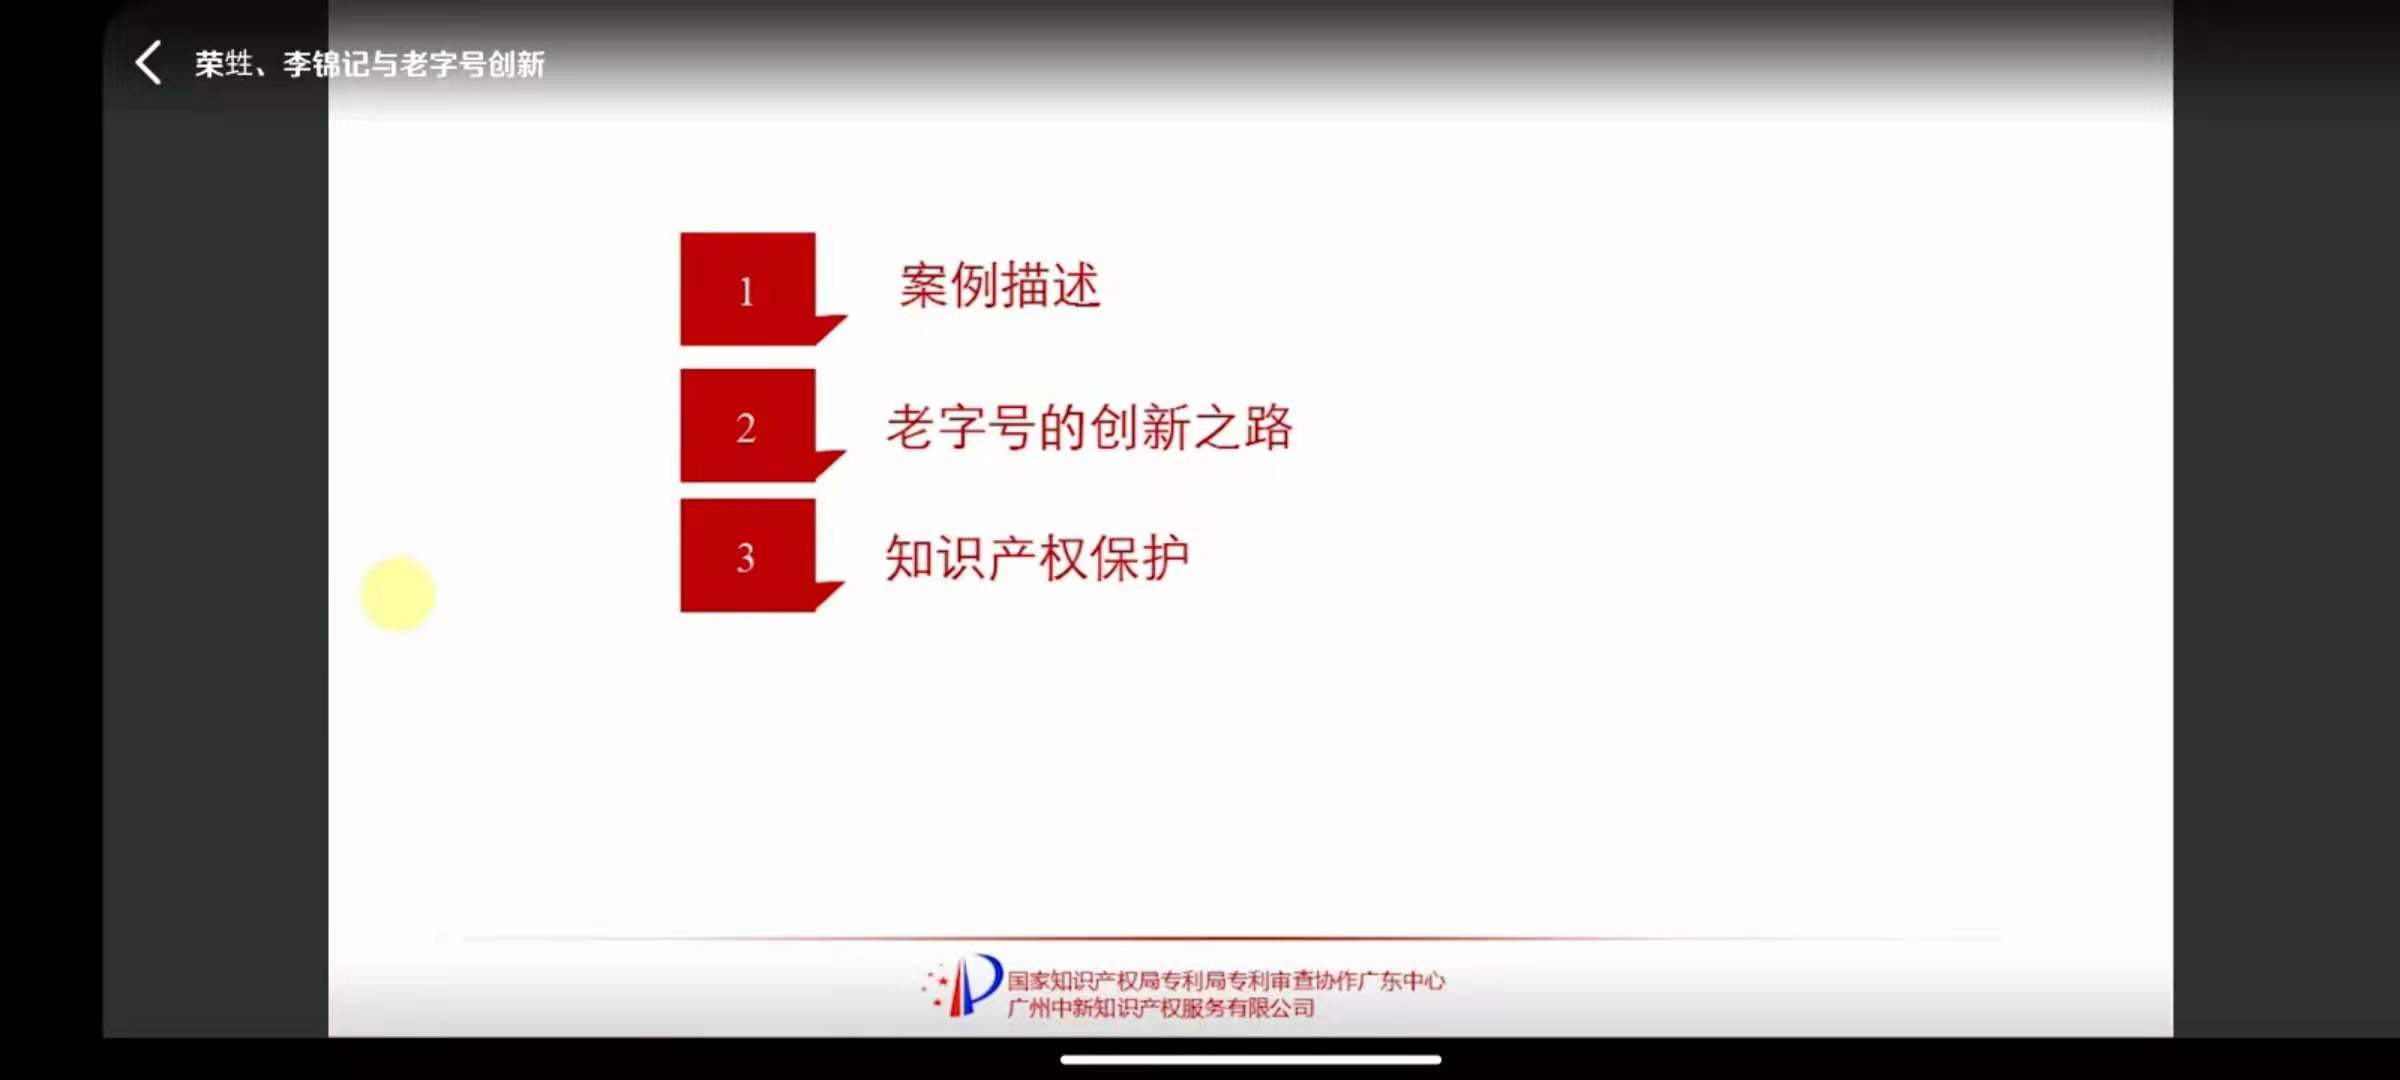 荣甡、李锦记与老字号创新
1 案例描述
2 老字号的创新之路
3 知识产权保护
国家知识产权局专利局专利审查协作广东中心
广州中新知识产权服务有限公司